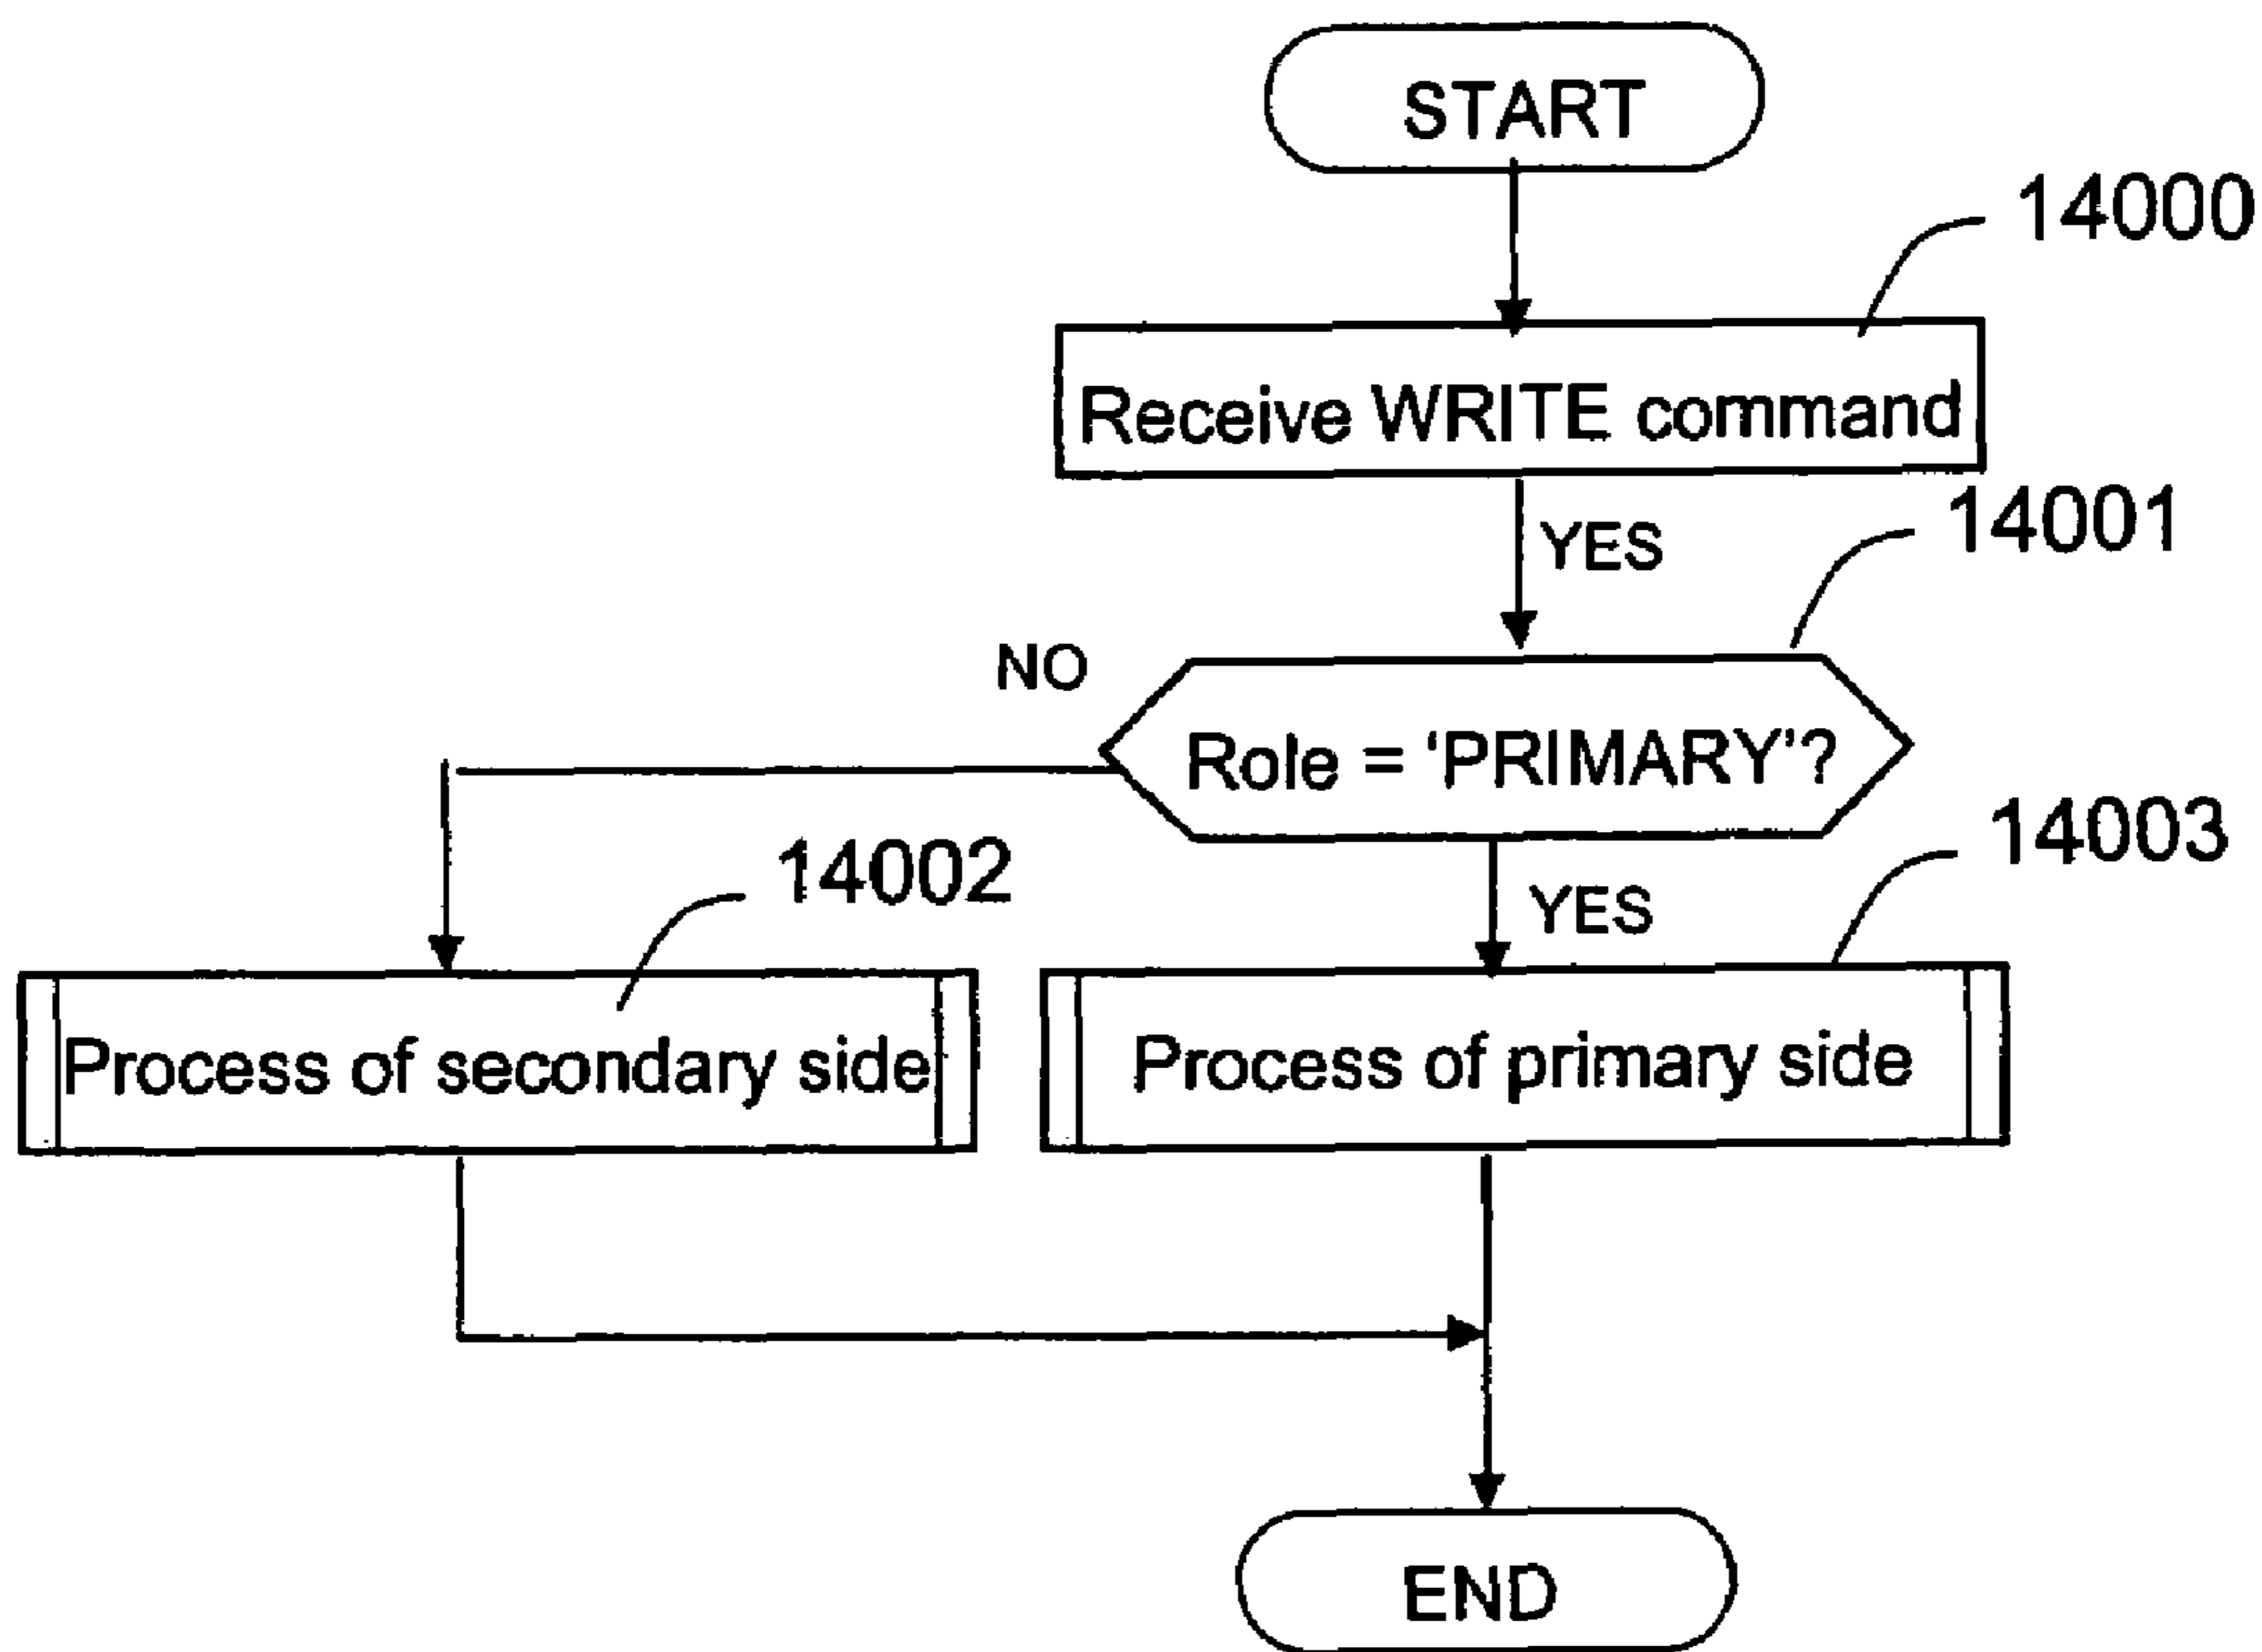 START
14000
Receive WRITE command
YES
14001
NO
Role = ‘PRIMARY’?
14003
14002
YES
Process of secondary side
Process of primary side
END